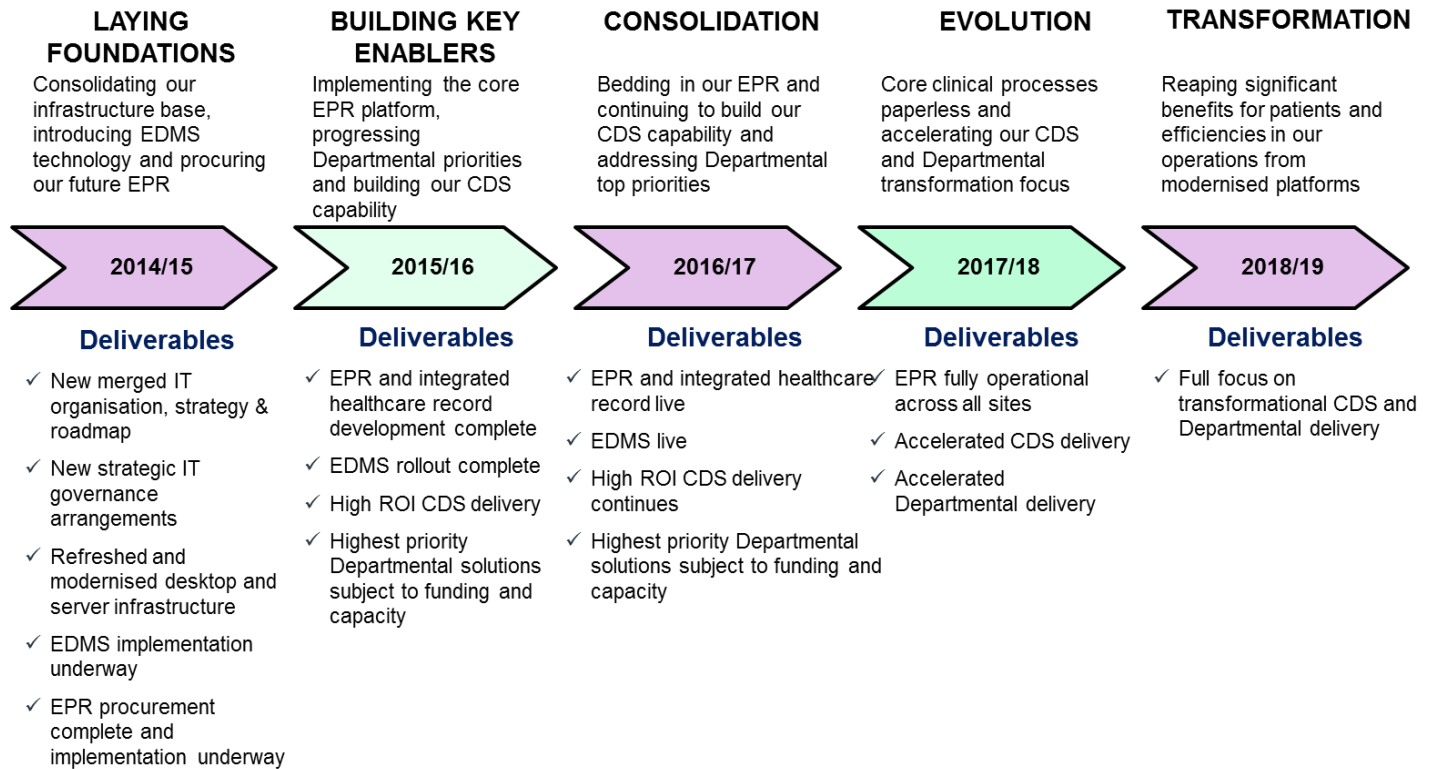 LAYING
FOUNDATIONS
Consolidating our
infrastructure base,
introducing EDMS
technology and procuring
our future EPR
2014/15
Deliverables
✓ New merged IT
organisation, strategy &
roadmap
✓ New strategic IT
governance
arrangements
✓ Refreshed and
modernised desktop and
server infrastructure
✓ EDMS implementation
underway
✓ EPR procurement
complete and
implementation underway
BUILDING KEY
ENABLERS
Implementing the core
EPR platform,
progressing
Departmental priorities
and building our CDS
capability
2015/16
Deliverables
✓ EPR and integrated
healthcare record
development complete
✓ EDMS rollout complete
✓ High ROI CDS delivery
✓ Highest priority
Departmental solutions
subject to funding and
capacity
CONSOLIDATION
Bedding in our EPR and
continuing to build our
CDS capability and
addressing Departmental
top priorities
2016/17
Deliverables
✓ EPR and integrated healthcare
record live
✓ EDMS live
✓ High ROI CDS delivery
continues
✓ Highest priority Departmental
solutions subject to funding and
capacity
EVOLUTION
Core clinical processes
paperless and
accelerating our CDS
and Departmental
transformation focus
2017/18
Deliverables
✓ EPR fully operational
across all sites
✓ Accelerated CDS delivery
✓ Accelerated
Departmental delivery
TRANSFORMATION
Reaping significant
benefits for patients and
efficiencies in our
operations from
modernised platforms
2018/19
Deliverables
✓ Full focus on
transformational CDS and
Departmental delivery